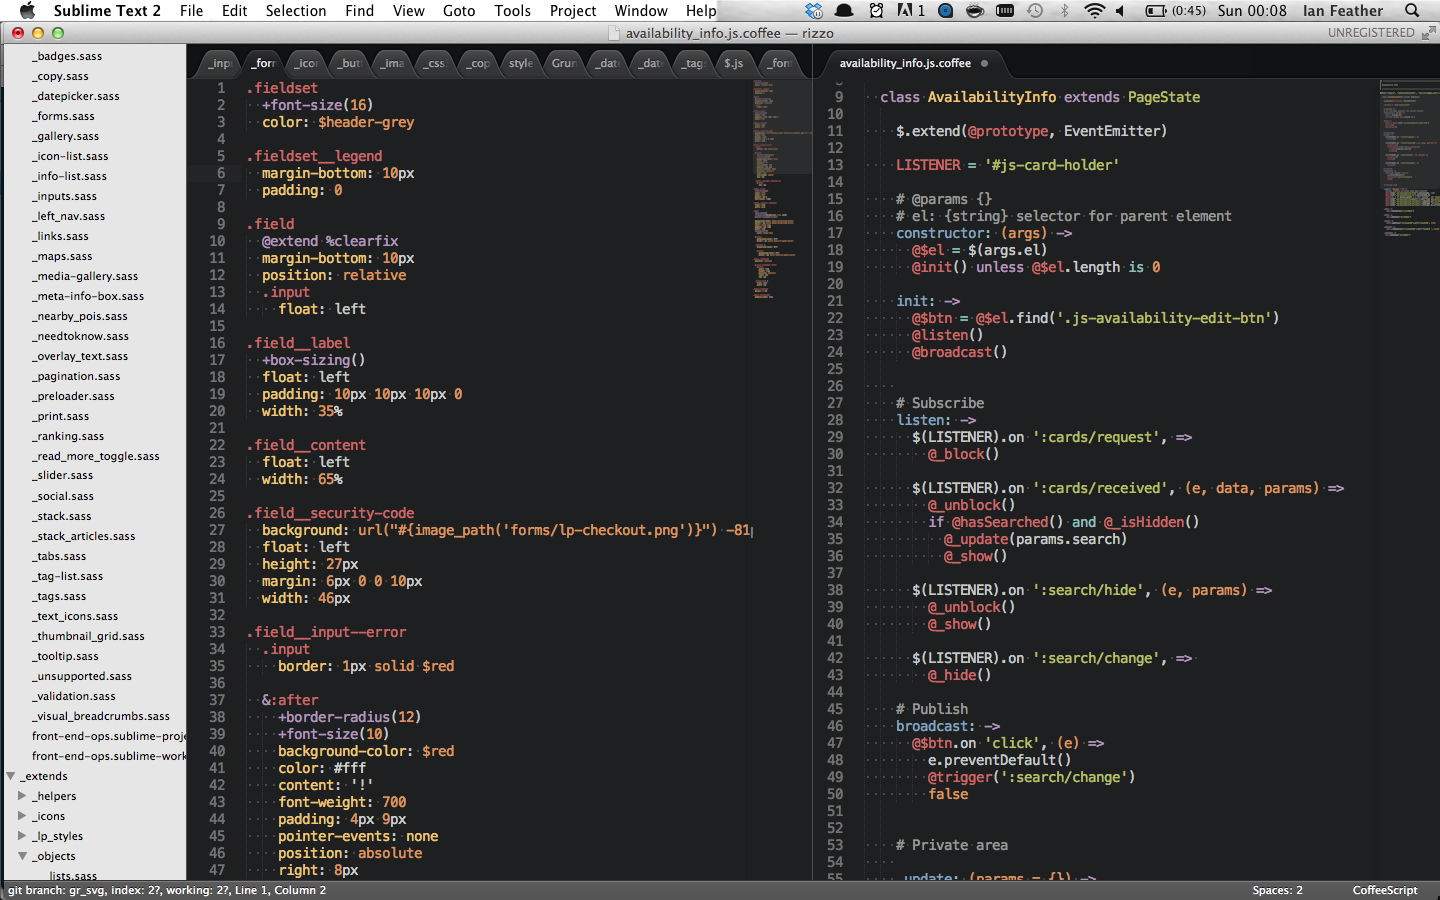 Sublime Text 2 File Edit Selection Find View Goto Tools Project Window Help 1 (0:45) Sun 00:08 Ian Feather
availability_info.js.coffee — rizzo
UNREGISTERED
_badges.sass
_copy.sass
_datepicker.sass
_forms.sass
_gallery.sass
_icon-list.sass
_info-list.sass
_inputs.sass
_left_nav.sass
_links.sass
_maps.sass
_media-gallery.sass
_meta-info-box.sass
_nearby_pois.sass
_needtoknow.sass
_overlay_text.sass
_pagination.sass
_preloader.sass
_print.sass
_ranking.sass
_read_more_toggle.sass
_slider.sass
_social.sass
_stack.sass
_stack_articles.sass
_tabs.sass
_tag-list.sass
_tags.sass
_text_icons.sass
_thumbnail_grid.sass
_tooltip.sass
_unsupported.sass
_validation.sass
_visual_breadcrumbs.sass
front-end-ops.sublime-proje
front-end-ops.sublime-work
_extends
_helpers
_icons
_lp_styles
_objects
lists.sass
_inpu _forn _icor _butt _ima _css _cop style Grun _date _date _tag: $.js _font
1 .fieldset
2 +font-size(16)
3 color: $header-grey
4
5 .fieldset__legend
6 margin-bottom: 10px
7 padding: 0
8
9 .field
10 @extend %clearfix
11 margin-bottom: 10px
12 position: relative
13 .input
14 float: left
15
16 .field__label
17 +box-sizing()
18 float: left
19 padding: 10px 10px 10px 0
20 width: 35%
21
22 .field__content
23 float: left
24 width: 65%
25
26 .field__security-code
27 background: url("#{image_path('forms/lp-checkout.png')}") -81p
28 float: left
29 height: 27px
30 margin: 6px 0 0 10px
31 width: 46px
32
33 .field__input--error
34 .input
35 border: 1px solid $red
36
37 &:after
38 +border-radius(12)
39 +font-size(10)
40 background-color: $red
41 color: #fff
42 content: '!'
43 font-weight: 700
44 padding: 4px 9px
45 pointer-events: none
46 position: absolute
47 right: 8px
availability_info.js.coffee
8
9 class AvailabilityInfo extends PageState
10
11 $.extend(@prototype, EventEmitter)
12
13 LISTENER = '#js-card-holder'
14
15 # @params {}
16 # el: {string} selector for parent element
17 constructor: (args) ->
18 @$el = $(args.el)
19 @init() unless @$el.length is 0
20
21 init: ->
22 @$btn = @$el.find('.js-availability-edit-btn')
23 @listen()
24 @broadcast()
25
26
27 # Subscribe
28 listen: ->
29 $(LISTENER).on ':cards/request', =>
30 @_block()
31
32 $(LISTENER).on ':cards/received', (e, data, params) =>
33 @_unblock()
34 if @hasSearched() and @_isHidden()
35 @_update(params.search)
36 @_show()
37
38 $(LISTENER).on ':search/hide', (e, params) =>
39 @_unblock()
40 @_show()
41
42 $(LISTENER).on ':search/change', =>
43 @_hide()
44
45 # Publish
46 broadcast: ->
47 @$btn.on 'click', (e) =>
48 e.preventDefault()
49 @trigger(':search/change')
50 false
51
52
53 # Private area
54
55 _update: (params = {}) ->
git branch: gr_svg, index: 2?, working: 2?, Line 1, Column 2
Spaces: 2 CoffeeScript